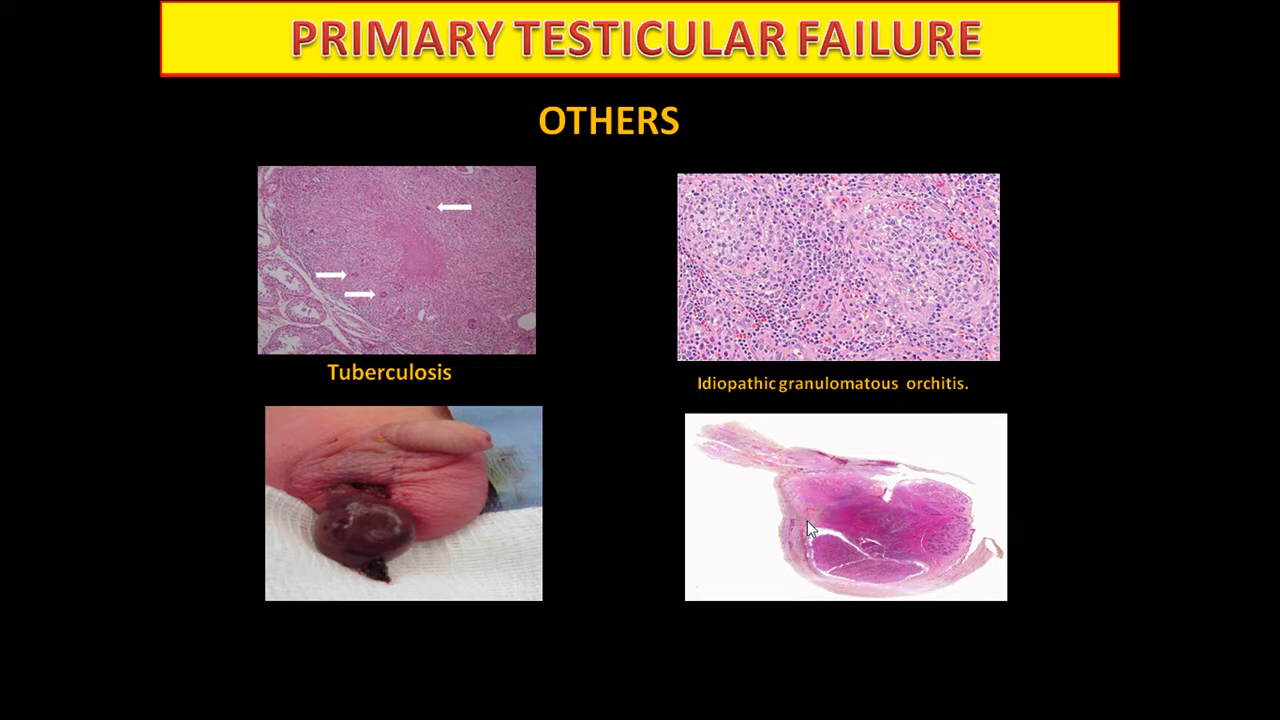 PRIMARY TESTICULAR FAILURE
OTHERS
Tuberculosis
Idiopathic granulomatous orchitis.